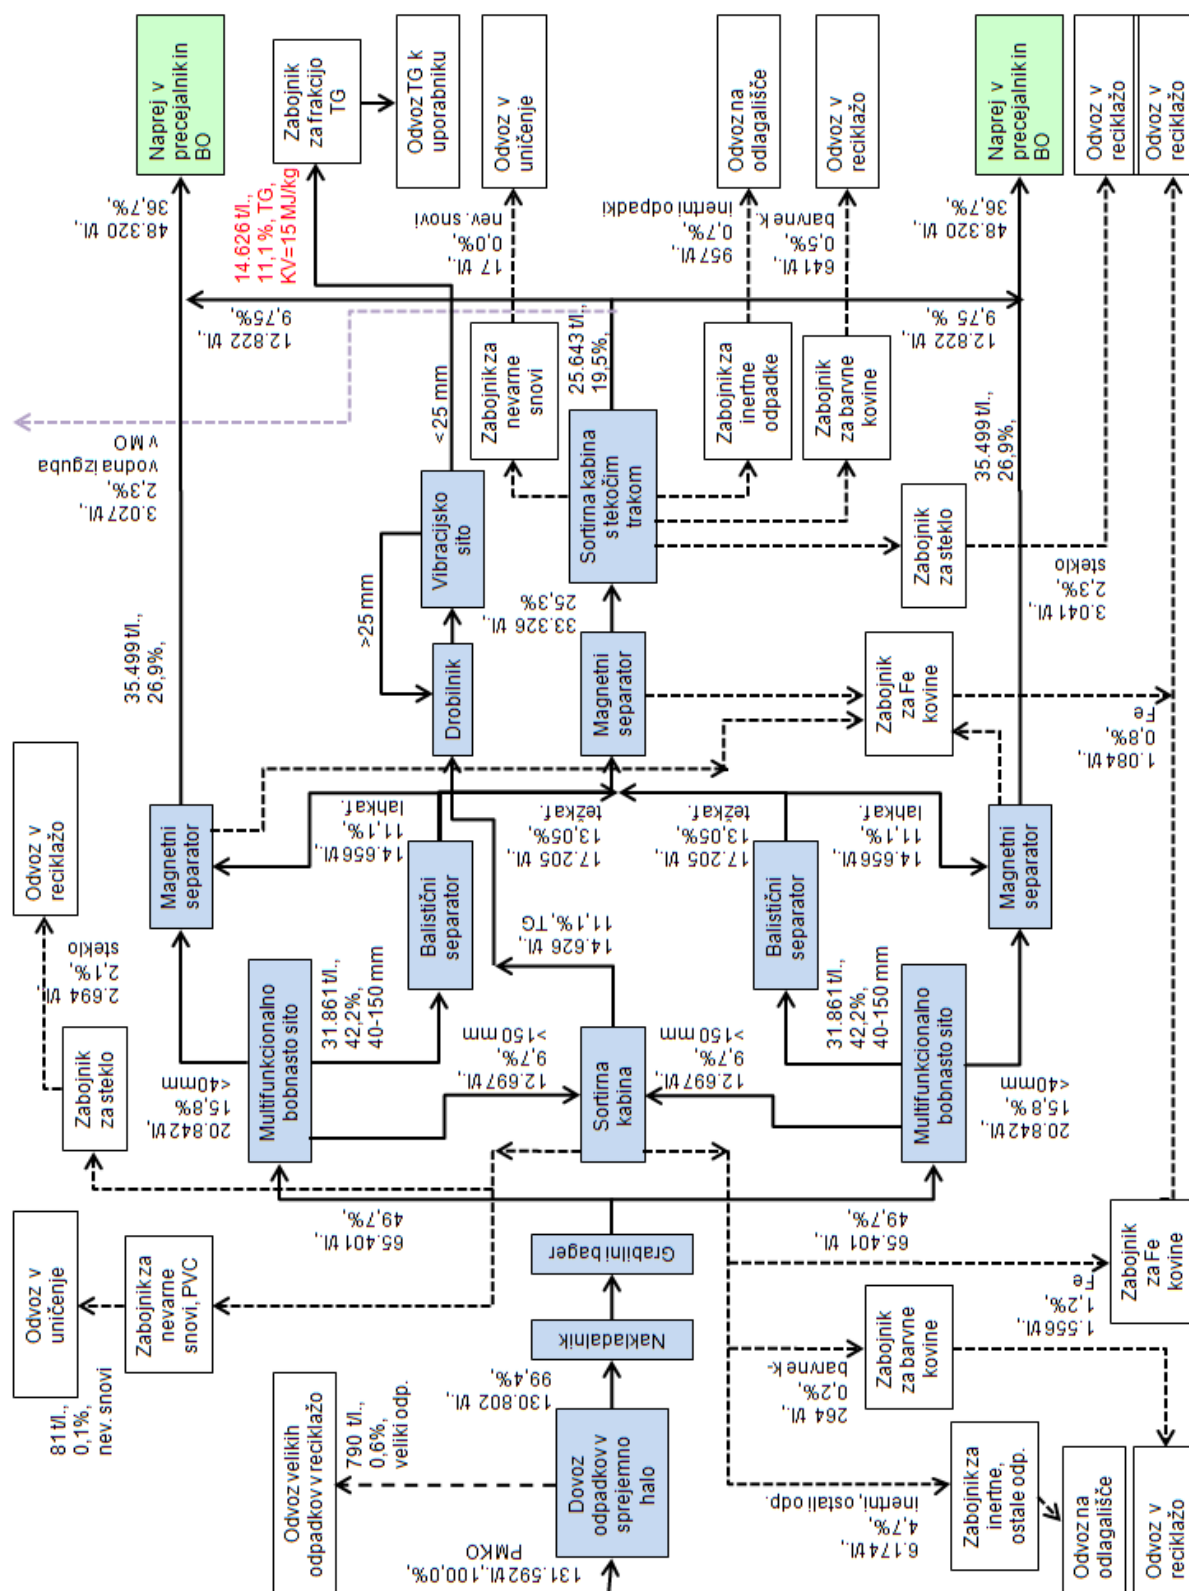 Naprej v
precejalnik in
BO
Zabojnik
za frakcijo
TG
Odvoz TG k
uporabniku
Odvoz v
uničenje
Odvoz na
odlagališče
Odvoz v
reciklažo
Naprej v
precejalnik in
BO
Odvoz v
reciklažo
Odvoz v
reciklažo
48.320 t/l.,
36,7%
14.626 t/l.,
11,1%, TG,
KV=15 MJ/kg
17 t/l.,
0,0%
nev. snovi
957 t/l.,
0,7%
inertni odpadki
641 t/l.,
0,5%
barvne k.
48.320 t/l.,
36,7%
12.822 t/l.,
9,75%
12.822 t/l.,
9,75 %
3.027 t/l.,
2,3%,
vodna izguba
v MO
<25 mm
Zabojnik za
nevarne
snovi
25.643 t/l.,
19,5%,
Zabojnik za
inertne
odpadke
Zabojnik
za barvne
kovine
35.499 t/l.,
26,9%,
Vibracijsko
sito
>25 mm
Sortirna kabina
s tekočim
trakom
Zabojnik
za steklo
3.041 t/l.,
2,3%,
steklo
33.326 t/l.,
25,3%
35.499 t/l.,
26,9%,
Drobilnik
Magnetni
separator
Zabojnik
za Fe
kovine
1.084 t/l.,
0,8%
Fe
Odvoz v
reciklažo
Magnetni
separator
14.656 t/l.,
11,1%,
lahka f.
17.205 t/l.,
13,05%,
težka f.
17.205 t/l.,
13,05%,
težka f.
14.656 t/l.,
11,1%,
lahka f.
Magnetni
separator
Balistični
separator
14.626 t/l.,
11,1%, TG
Balistični
separator
2.694 t/l.,
2,1%,
steklo
Zabojnik
za steklo
20.842 t/l.,
15,8%
<40mm
Multifunkcionalno
bobnasto sito
31.861 t/l.,
42,2%,
40-150 mm
12.697 t/l.,
9,7%,
>150 mm
Sortirna
kabina
12.697 t/l.,
9,7%,
>150 mm
31.861 t/l.,
42,2%,
40-150 mm
Multifunkcionalno
bobnasto sito
20.842 t/l.,
15,8 %
<40mm
Odvoz v
uničenje
Zabojnik za
nevarne
snovi, PVC
81 t/l.,
0,1%,
nev. snovi
65.401 t/l.,
49,7%,
Grabilni bager
65.401 t/l.,
49,7%,
Nakladalnik
130.802 t/l.,
99,4%
Odvoz velikih
odpadkov v reciklažo
790 t/l.,
0,6%,
veliki odp.
Dovoz
odpadkov v
sprejemno
halo
131.592 t/l.,100,0%,
PMKO
1.556 t/l.,
1,2%,
Fe
Zabojnik
za Fe
kovine
264 t/l.,
0,2%,
barvne k-
Zabojnik
za barvne
kovine
6.174 t/l.,
4,7%,
inertni, ostali odp.
Zabojnik za
inertne,
ostale odp.
Odvoz na
odlagališče
Odvoz v
reciklažo